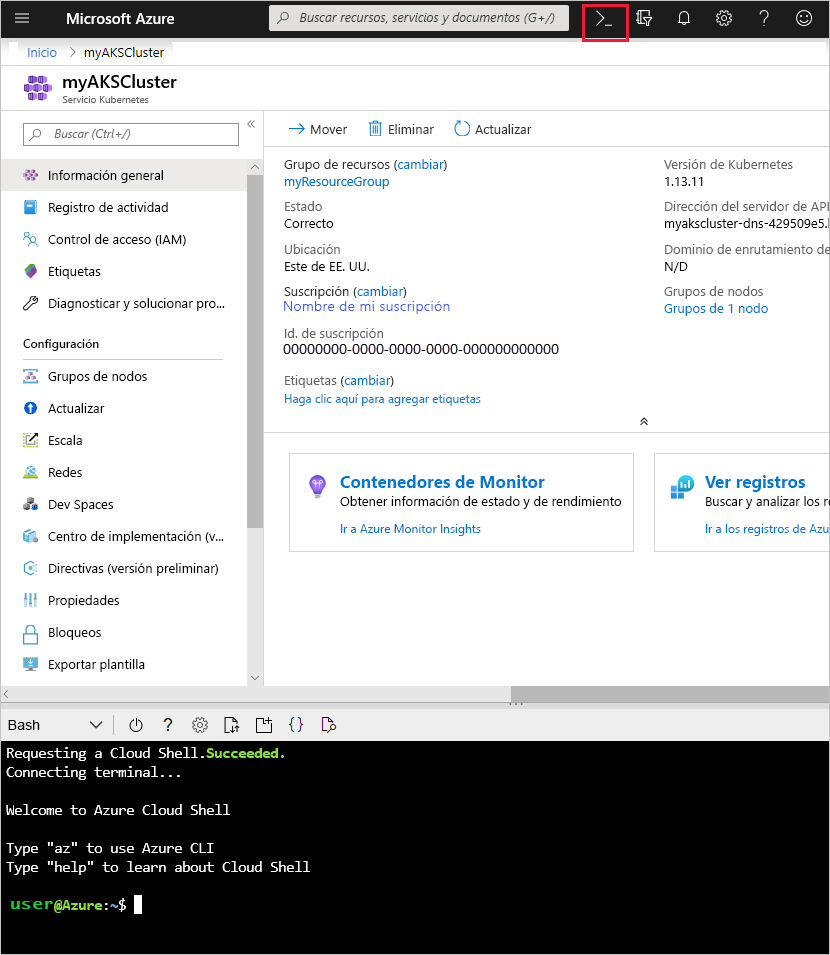 Microsoft Azure
Buscar recursos, servicios y documentos (G+/)
Inicio > myAKSCluster
myAKSCluster
Servicio Kubernetes
Buscar (Ctrl+/)
Información general
Registro de actividad
Control de acceso (IAM)
Etiquetas
Diagnosticar y solucionar pro...
Configuración
Grupos de nodos
Actualizar
Escala
Redes
Dev Spaces
Centro de implementación (v...
Directivas (versión preliminar)
Propiedades
Bloqueos
Exportar plantilla
Mover Eliminar Actualizar
Grupo de recursos (cambiar)
myResourceGroup
Estado
Correcto
Ubicación
Este de EE. UU.
Suscripción (cambiar)
Nombre de mi suscripción
Id. de suscripción
00000000-0000-0000-0000-000000000000
Etiquetas (cambiar)
Haga clic aquí para agregar etiquetas
Versión de Kubernetes
1.13.11
Dirección del servidor de API
myakscluster-dns-429509e5.
Dominio de enrutamiento de
N/D
Grupos de nodos
Grupos de 1 nodo
Contenedores de Monitor
Obtener información de estado y de rendimiento
Ir a Azure Monitor Insights
Ver registros
Buscar y analizar los
Ir a los registros de Azu
Bash
Requesting a Cloud Shell.Succeeded.
Connecting terminal...
Welcome to Azure Cloud Shell
Type "az" to use Azure CLI
Type "help" to learn about Cloud Shell
user@Azure:~$